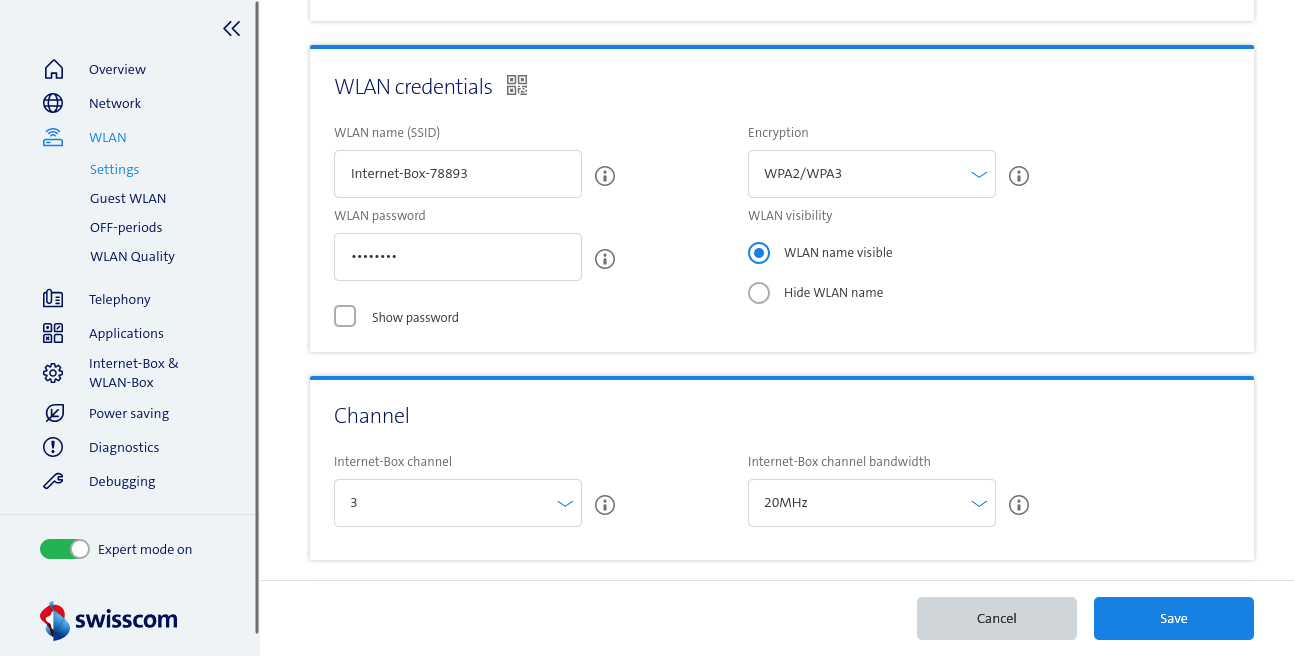 Overview
Network
WLAN
Settings
Guest WLAN
OFF-periods
WLAN Quality
Telephony
Applications
Internet-Box &
WLAN-Box
Power saving
Diagnostics
Debugging
Expert mode on
swisscom
WLAN credentials
WLAN name (SSID)
Internet-Box-78893
WLAN password
••••••••
Show password
Encryption
WPA2/WPA3
WLAN visibility
WLAN name visible
Hide WLAN name
Channel
Internet-Box channel
3
Internet-Box channel bandwidth
20MHz
Cancel
Save